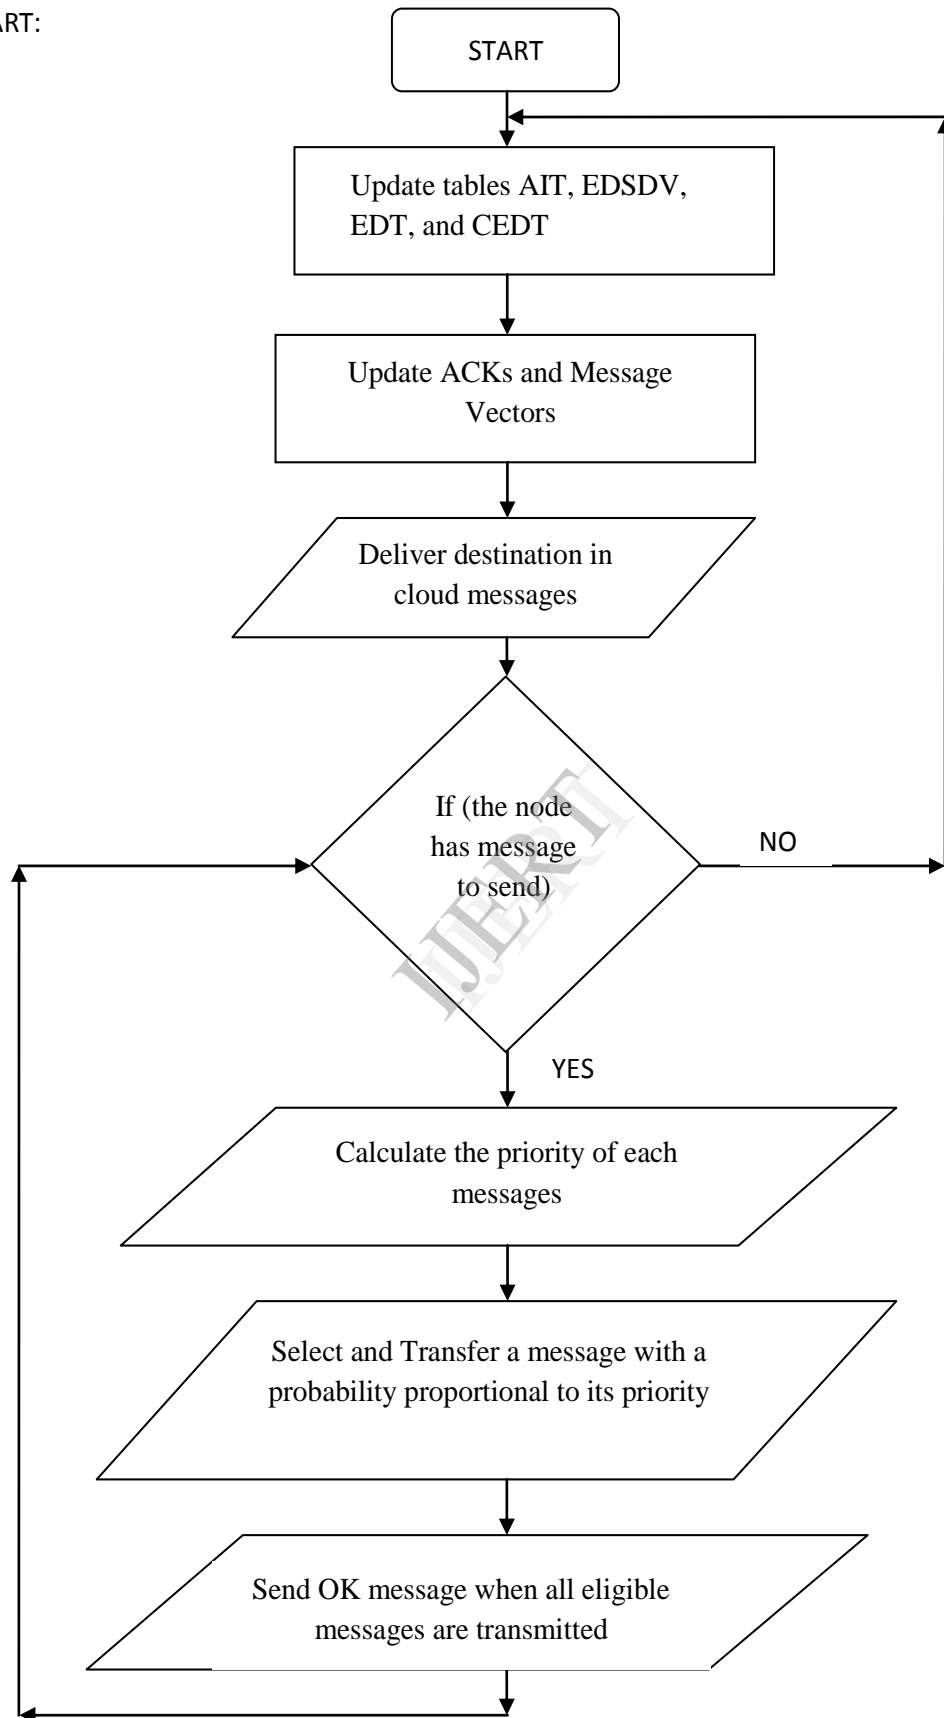 ART:
START
Update tables AIT, EDSDV,
EDT, and CEDT
Update ACKs and Message
Vectors
Deliver destination in
cloud messages
If (the node
has message
to send)
NO
IJERT
YES
Calculate the priority of each
messages
Select and Transfer a message with a
probability proportional to its priority
Send OK message when all eligible
messages are transmitted